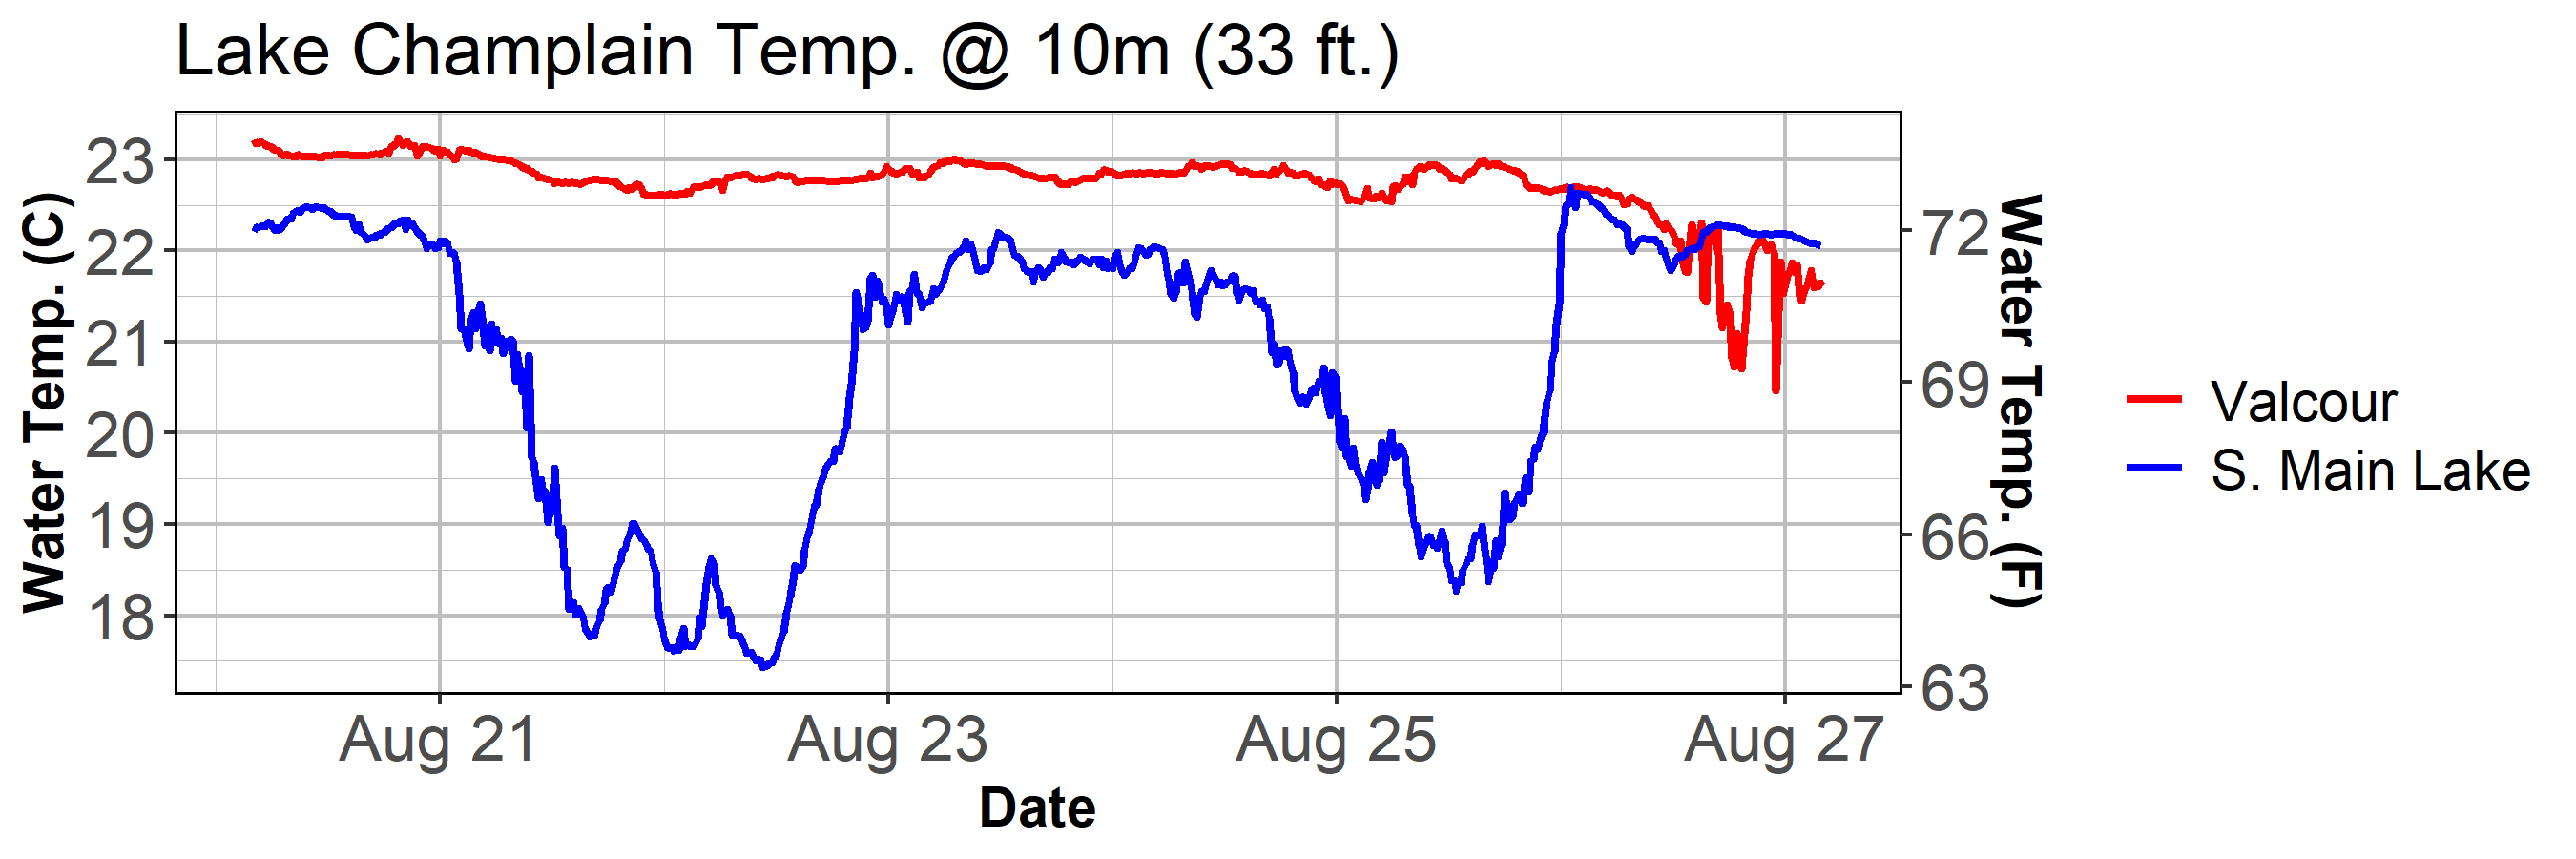 Lake Champlain Temp. @ 10m (33 ft.)
Water Temp. (C)
23
22
21
20
19
18
72
69
66
63
Water Temp. (F)
Aug 21
Aug 23
Aug 25
Aug 27
Date
Valcour
S. Main Lake